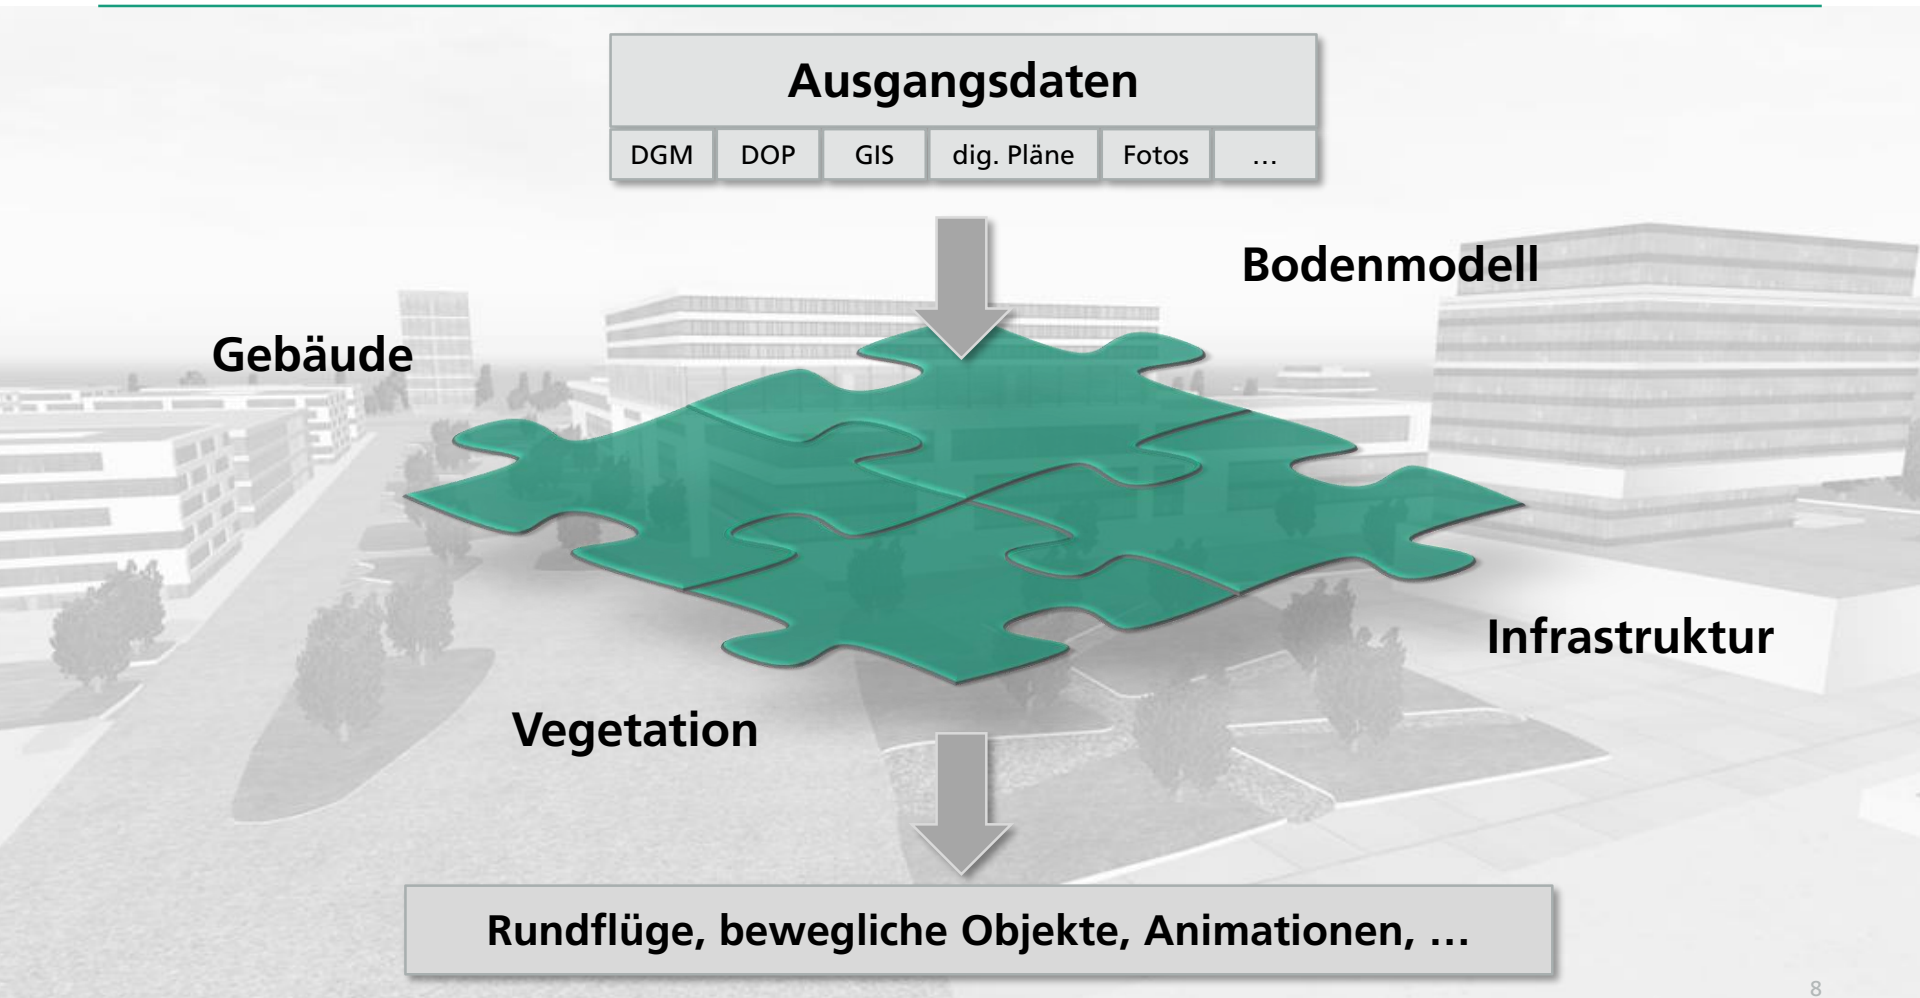 Ausgangsdaten
DGM DOP GIS dig. Pläne Fotos ...
Bodenmodell
Gebäude
Infrastruktur
Vegetation
Rundflüge, bewegliche Objekte, Animationen, ...
8